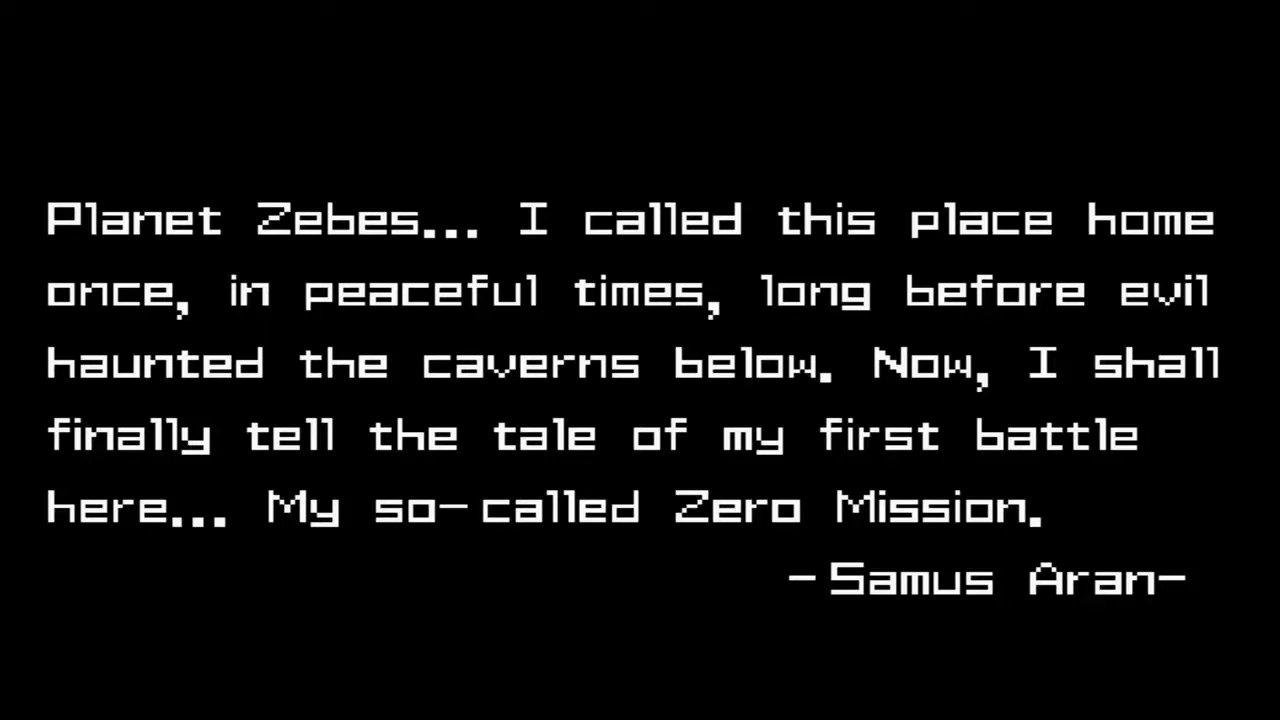 Planet Zebes... I called this place home
once, in peaceful times, long before evil
haunted the caverns below. Now, I shall
finally tell the tale of my first battle
here... My so-called Zero Mission.
-Samus Aran-